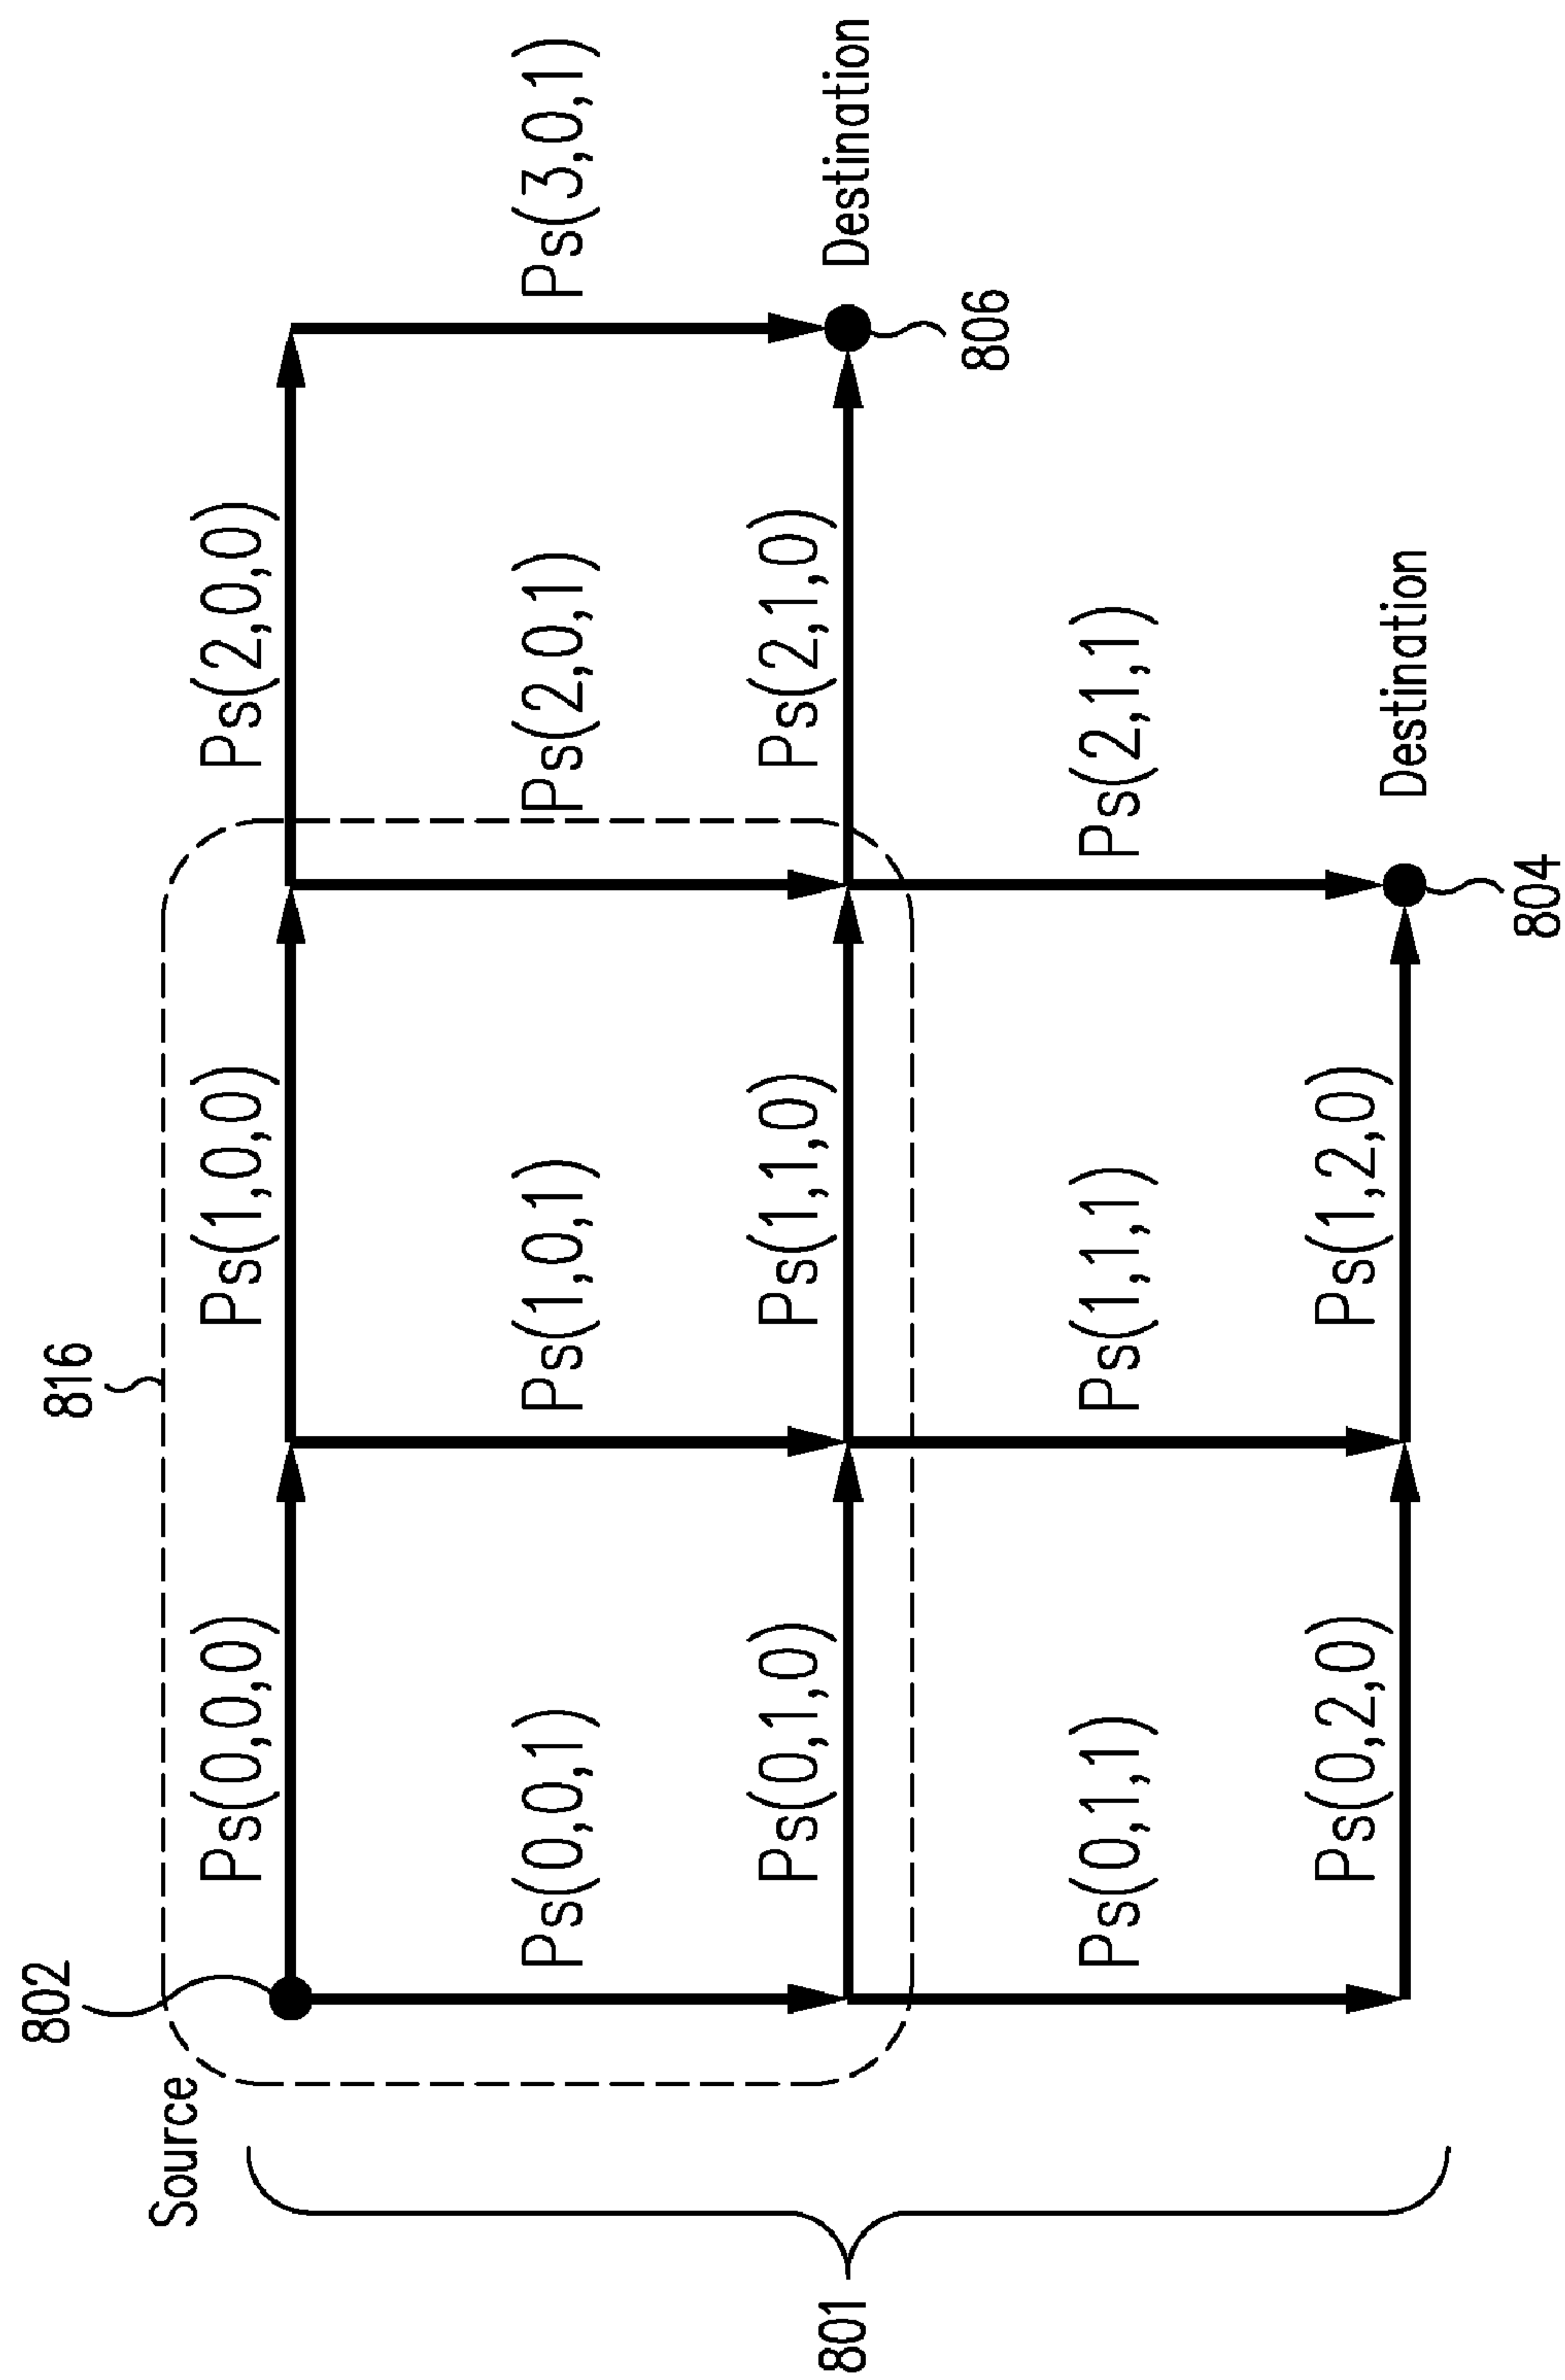 816
802
Source
Ps(0,0,0)
Ps(1,0,0)
Ps(2,0,0)
Ps(0,0,1)
Ps(1,0,1)
Ps(2,0,1)
Ps(3,0,1)
Ps(0,1,0)
Ps(1,1,0)
Ps(2,1,0)
Destination
801
806
Ps(0,1,1)
Ps(1,1,1)
Ps(2,1,1)
Ps(0,2,0)
Ps(1,2,0)
Destination
804